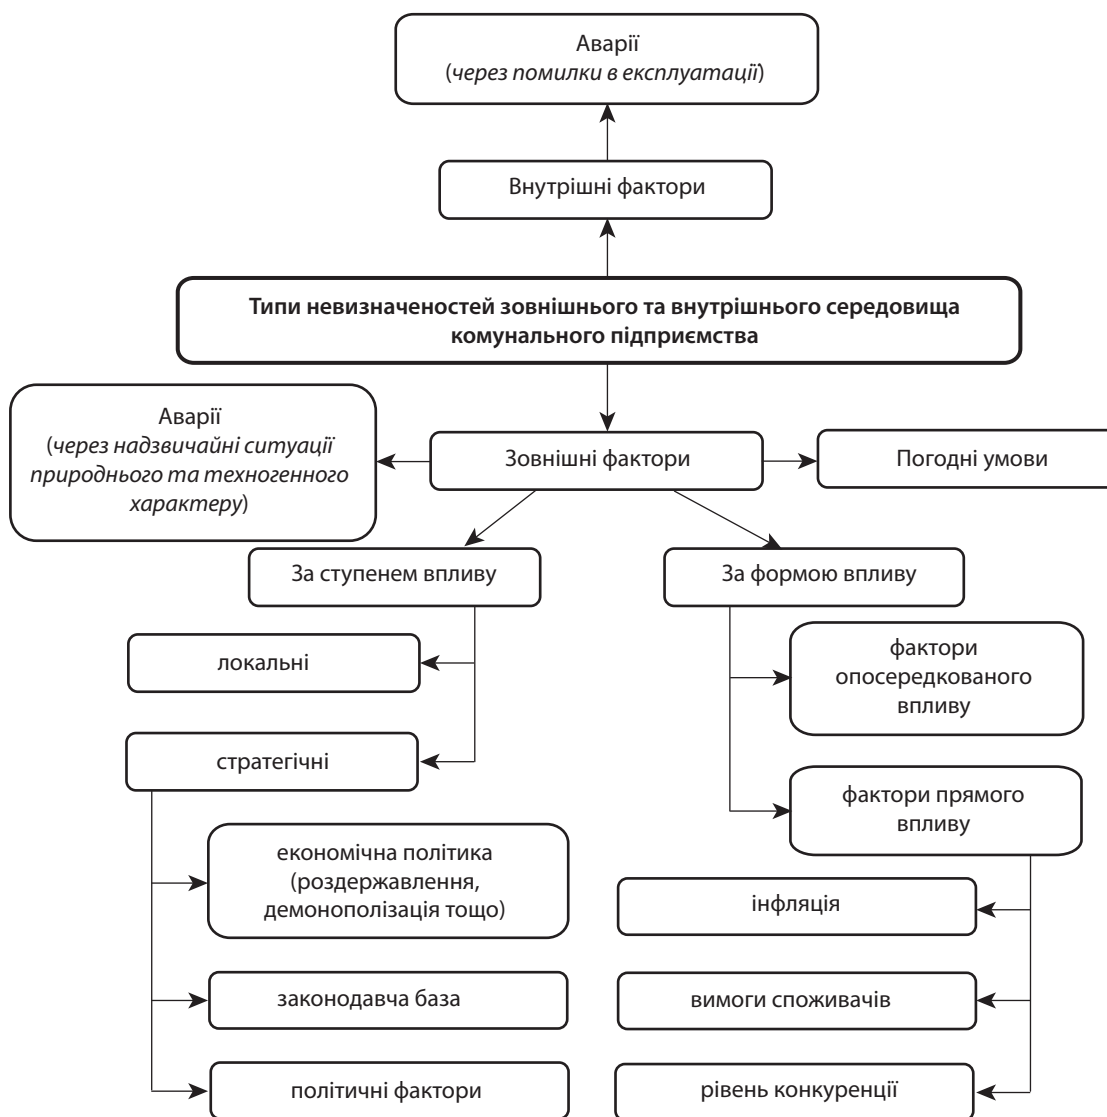 Аварії
(через помилки в експлуатації)
Внутрішні фактори
Типи невизначеностей зовнішнього та внутрішнього середовища
комунального підприємства
Аварії
(через надзвичайні ситуації
природнього та техногенного
характеру)
Зовнішні фактори
Погодні умови
За ступенем впливу
За формою впливу
локальні
фактори
опосередкованого
впливу
стратегічні
фактори прямого
впливу
економічна політика
(роздержавлення,
демонополізація тощо)
інфляція
законодавча база
вимоги споживачів
політичні фактори
рівень конкуренції